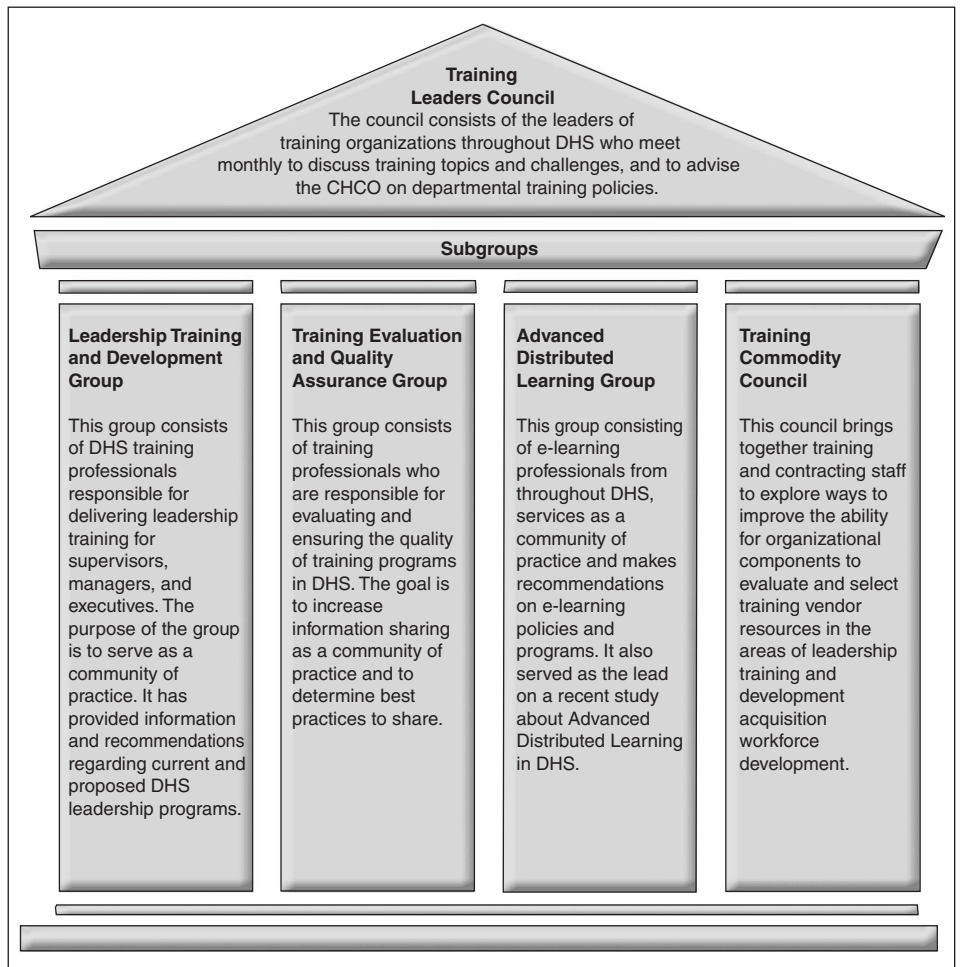 Training
Leaders Council
The council consists of the leaders of
training organizations throughout DHS who meet
monthly to discuss training topics and challenges, and to advise
the CHCO on departmental training policies.
Subgroups
Leadership Training
and Development
Group
This group consists
of DHS training
professionals
responsible for
delivering leadership
training for
supervisors,
managers, and
executives. The
purpose of the group
is to serve as a
community of
practice. It has
provided information
and recommendations
regarding current and
proposed DHS
leadership programs.
Training Evaluation
and Quality
Assurance Group
This group consists
of training
professionals who
are responsible for
evaluating and
ensuring the quality
of training programs
in DHS. The goal is
to increase
information sharing
as a community of
practice and to
determine best
practices to share.
Advanced
Distributed
Learning Group
This group consisting
of e-learning
professionals from
throughout DHS,
services as a
community of
practice and makes
recommendations
on e-learning
policies and
programs. It also
served as the lead
on a recent study
about Advanced
Distributed Learning
in DHS.
Training
Commodity
Council
This council brings
together training
and contracting staff
to explore ways to
improve the ability
for organizational
components to
evaluate and select
training vendor
resources in the
areas of leadership
training and
development
acquisition
workforce
development.